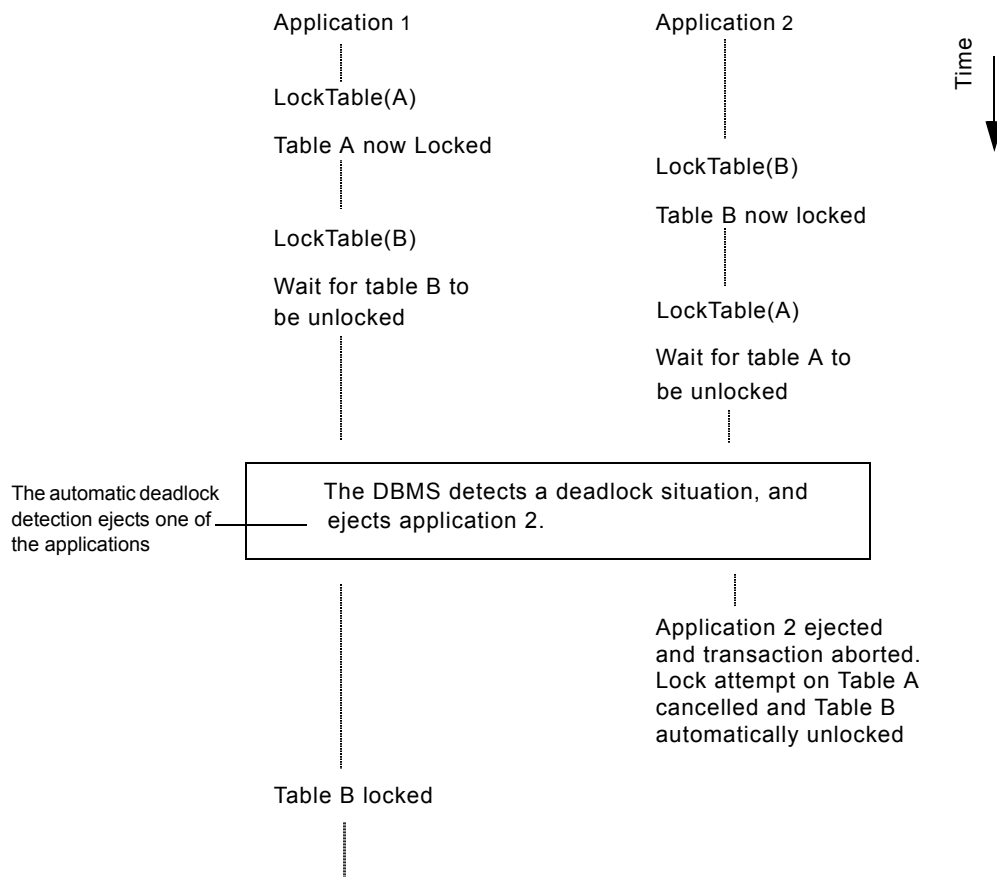 Application 1
Application 2
Time
LockTable(A)
Table A now Locked
LockTable(B)
Table B now locked
LockTable(B)
Wait for table B to
be unlocked
LockTable(A)
Wait for table A to
be unlocked
The automatic deadlock
detection ejects one of
the applications
The DBMS detects a deadlock situation, and
ejects application 2.
Application 2 ejected
and transaction aborted.
Lock attempt on Table A
cancelled and Table B
automatically unlocked
Table B locked